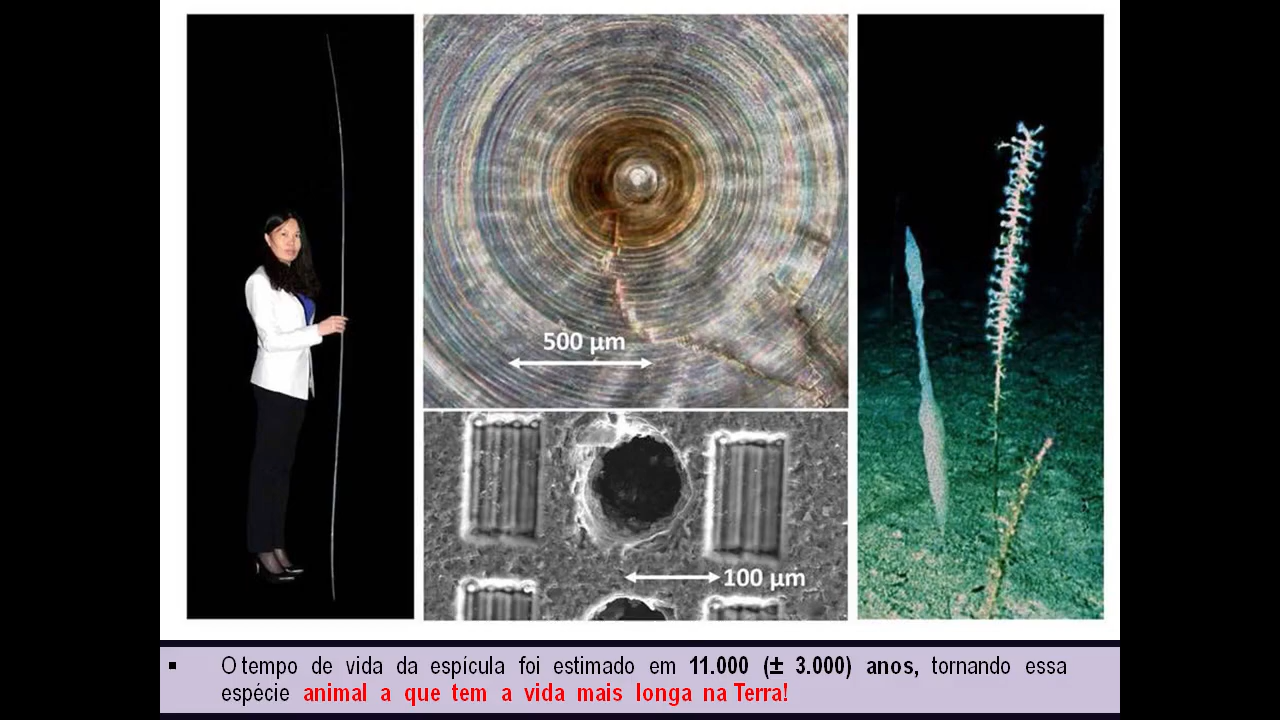 500 µm
100 µm
▪ O tempo de vida da espícula foi estimado em 11.000 (± 3.000) anos, tornando essa
espécie animal a que tem a vida mais longa na Terra!